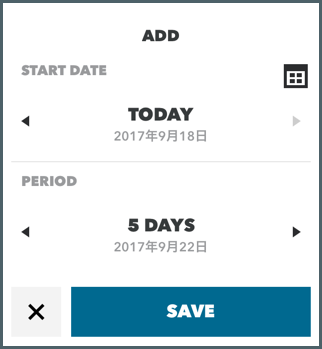 ADD
START DATE
TODAY
2017年9月18日
PERIOD
5 DAYS
2017年9月22日
SAVE